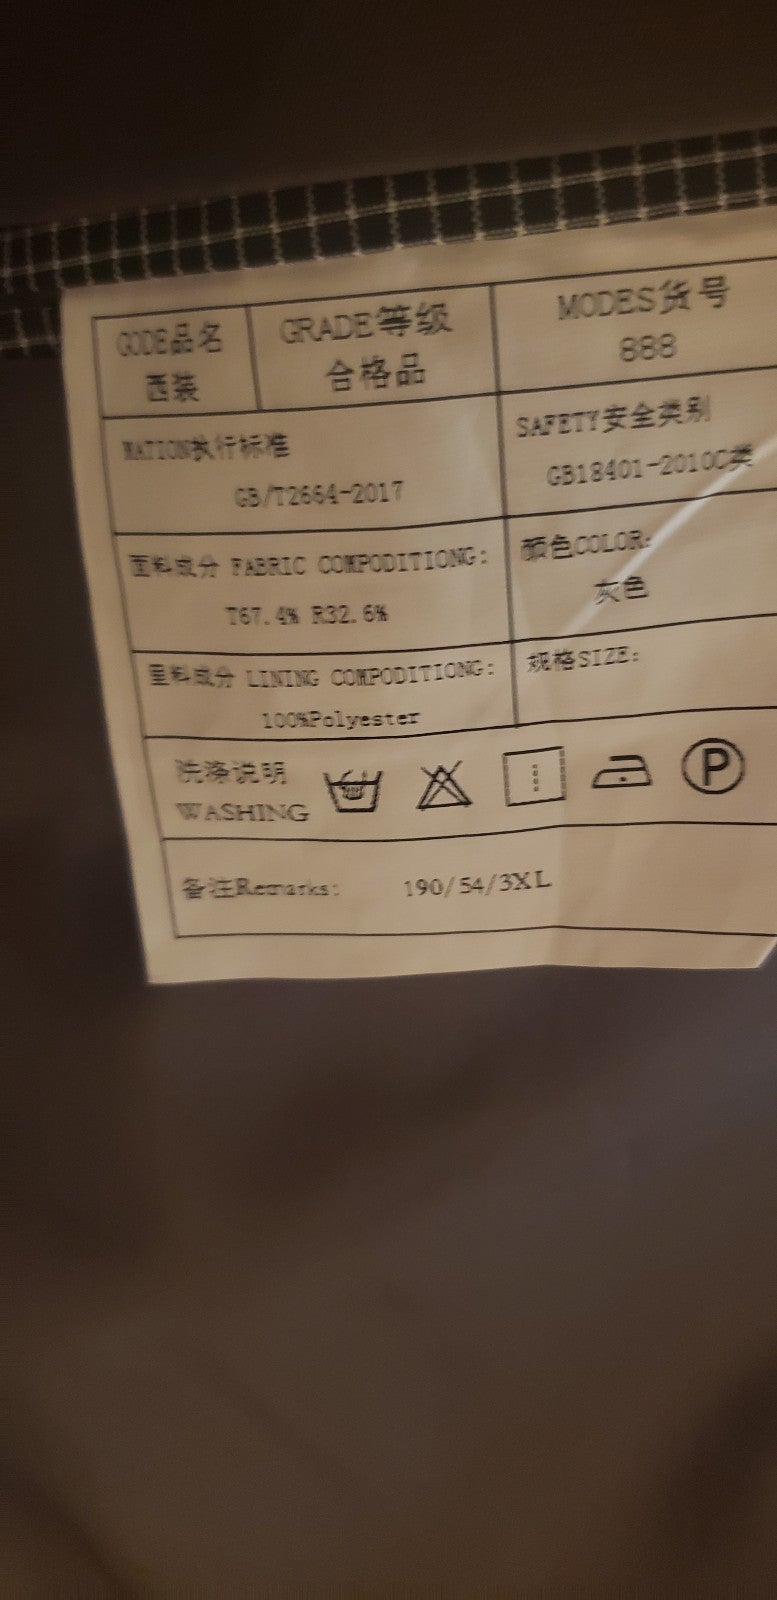 CODE品名
西装
GRADE等级
合格品
MODES货号
888
NATION执行标准
GB/T2664-2017
SAFETY安全类别
GB18401-2010C类
面料成分 FABRIC COMPODITIONG:
T67.4% R32.6%
颜色COLOR:
灰色
里料成分 LINING COMPODITIONG:
100%Polyester
规格SIZE:
洗涤说明
WASHING
P
备注Remarks: 190/54/3XL